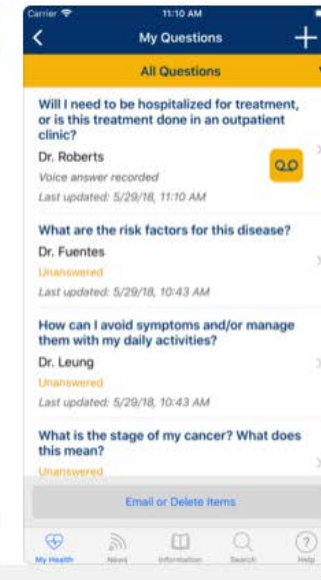 Carrier 11:10 AM
My Questions
All Questions
Will I need to be hospitalized for treatment,
or is this treatment done in an outpatient
clinic?
Dr. Roberts
Voice answer recorded
Last updated: 5/29/18, 11:10 AM
What are the risk factors for this disease?
Dr. Fuentes
Unanswered
Last updated: 5/29/18, 10:43 AM
How can I avoid symptoms and/or manage
them with my daily activities?
Dr. Leung
Unanswered
Last updated: 5/29/18, 10:43 AM
What is the stage of my cancer? What does
this mean?
Unanswered
Email or Delete Items
My Health News Information Search Help